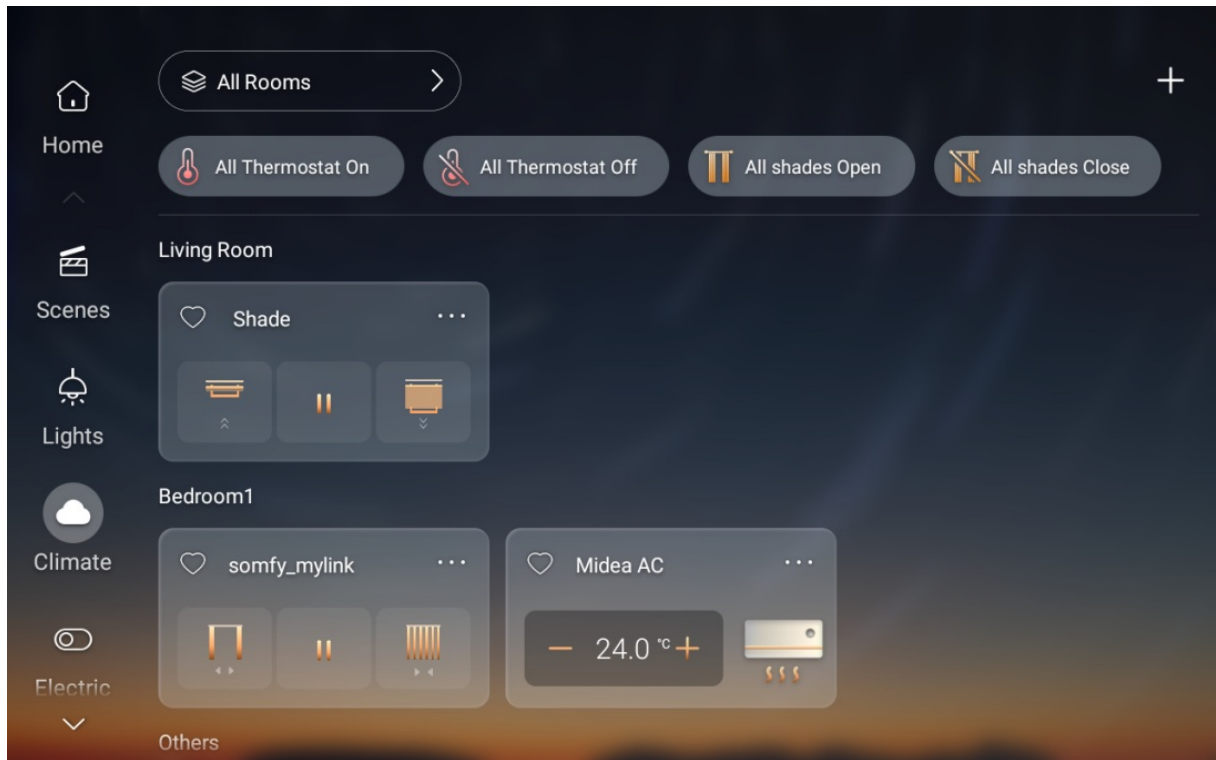 Home
Scenes
Lights
Climate
Electric
All Rooms
All Thermostat On
All Thermostat Off
All shades Open
All shades Close
Living Room
Shade
Bedroom1
somfy_mylink
Midea AC
24.0 °C
Others